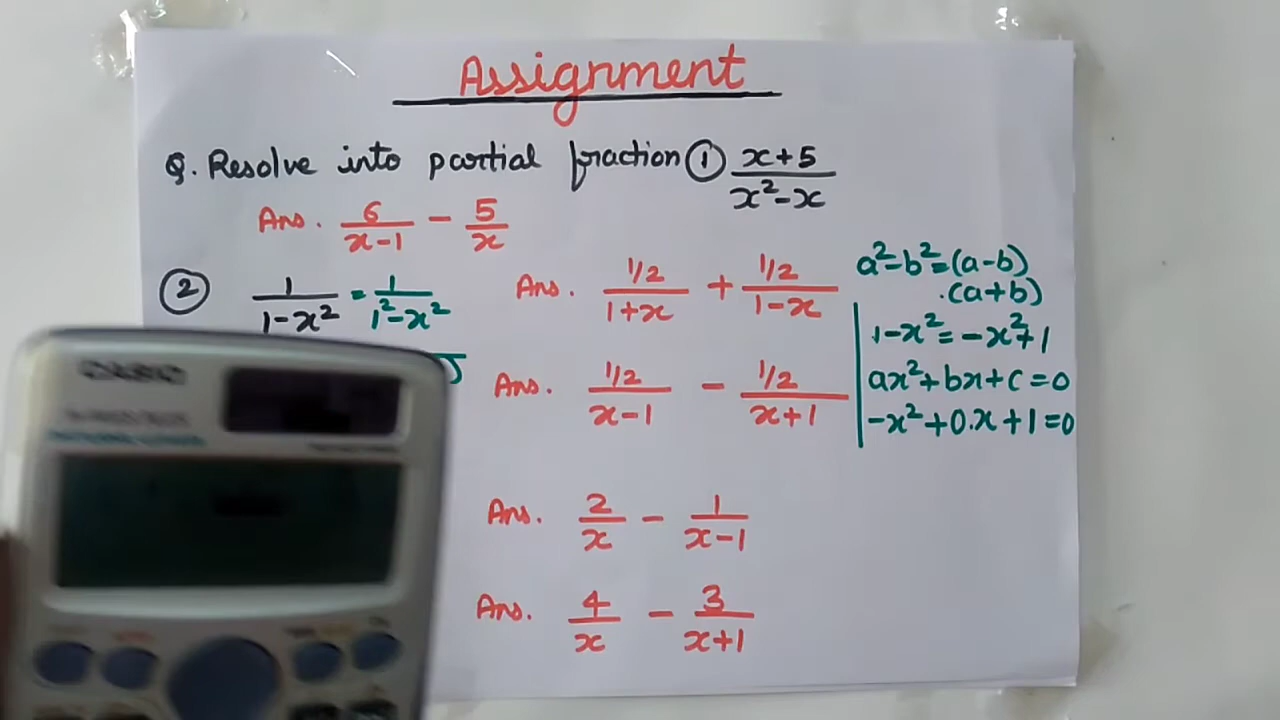 Assignment
Q. Resolve into partial fraction ① x+5/x²-x
Ans. 6/x-1 - 5/x
② 1/1-x² = 1/1²-x²
Ans. 1/2/1+x + 1/2/1-x
a²-b²=(a-b)
.(a+b)
1-x²=-x²+1
ax²+bx+c=0
-x²+0.x+1=0
Ans. 1/2/x-1 - 1/2/x+1
Ans. 2/x - 1/x-1
Ans. 4/x - 3/x+1
CASIO